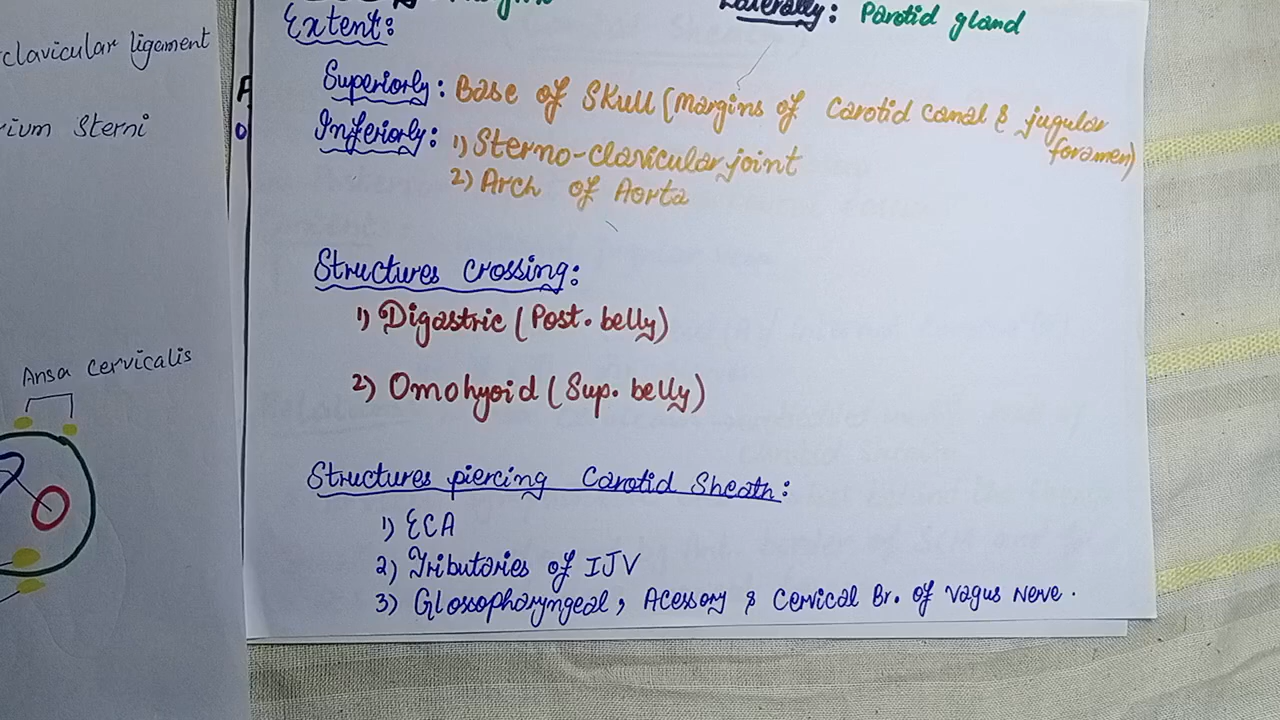 clavicular ligament
rium Sterni
Ansa cervicalis
Laterally: Parotid gland
Extent:
Superiorly: Base of Skull (Margins of Carotid canal & jugular
foramen)
Inferiorly: 1) Sterno-clavicular joint
2) Arch of Aorta
Structures crossing:
1) Digastric (Post. belly)
2) Omohyoid (Sup. belly)
Structures piercing Carotid Sheath:
1) ECA
2) Tributaries of IJV
3) Glossopharyngeal, Acessory & Cervical Br. of Vagus Nerve.